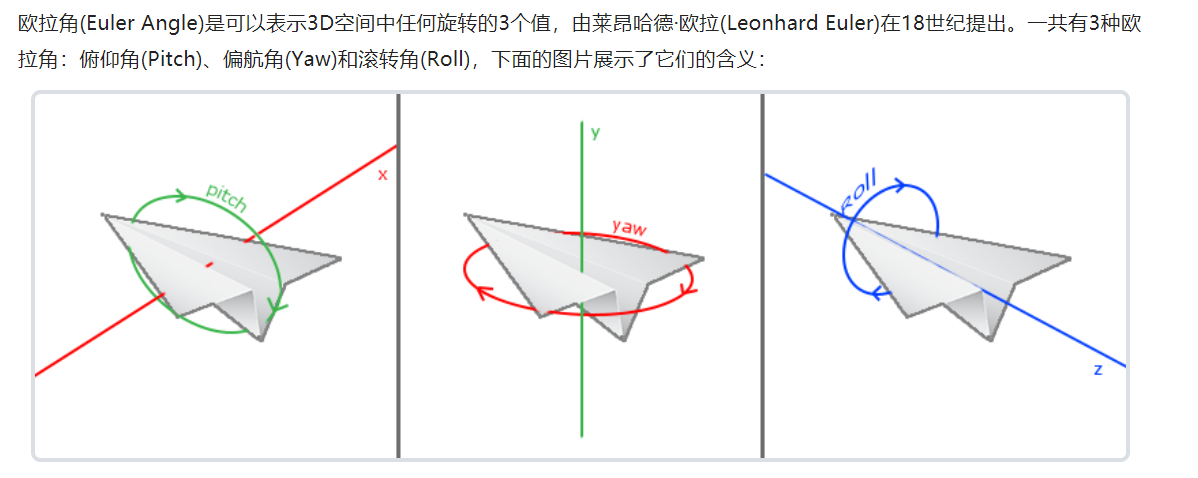 欧拉角(Euler Angle)是可以表示3D空间中任何旋转的3个值，由莱昂哈德·欧拉(Leonhard Euler)在18世纪提出。一共有3种欧
拉角：俯仰角(Pitch)、偏航角(Yaw)和滚转角(Roll)，下面的图片展示了它们的含义：
pitch
x
y
yaw
Roll
z